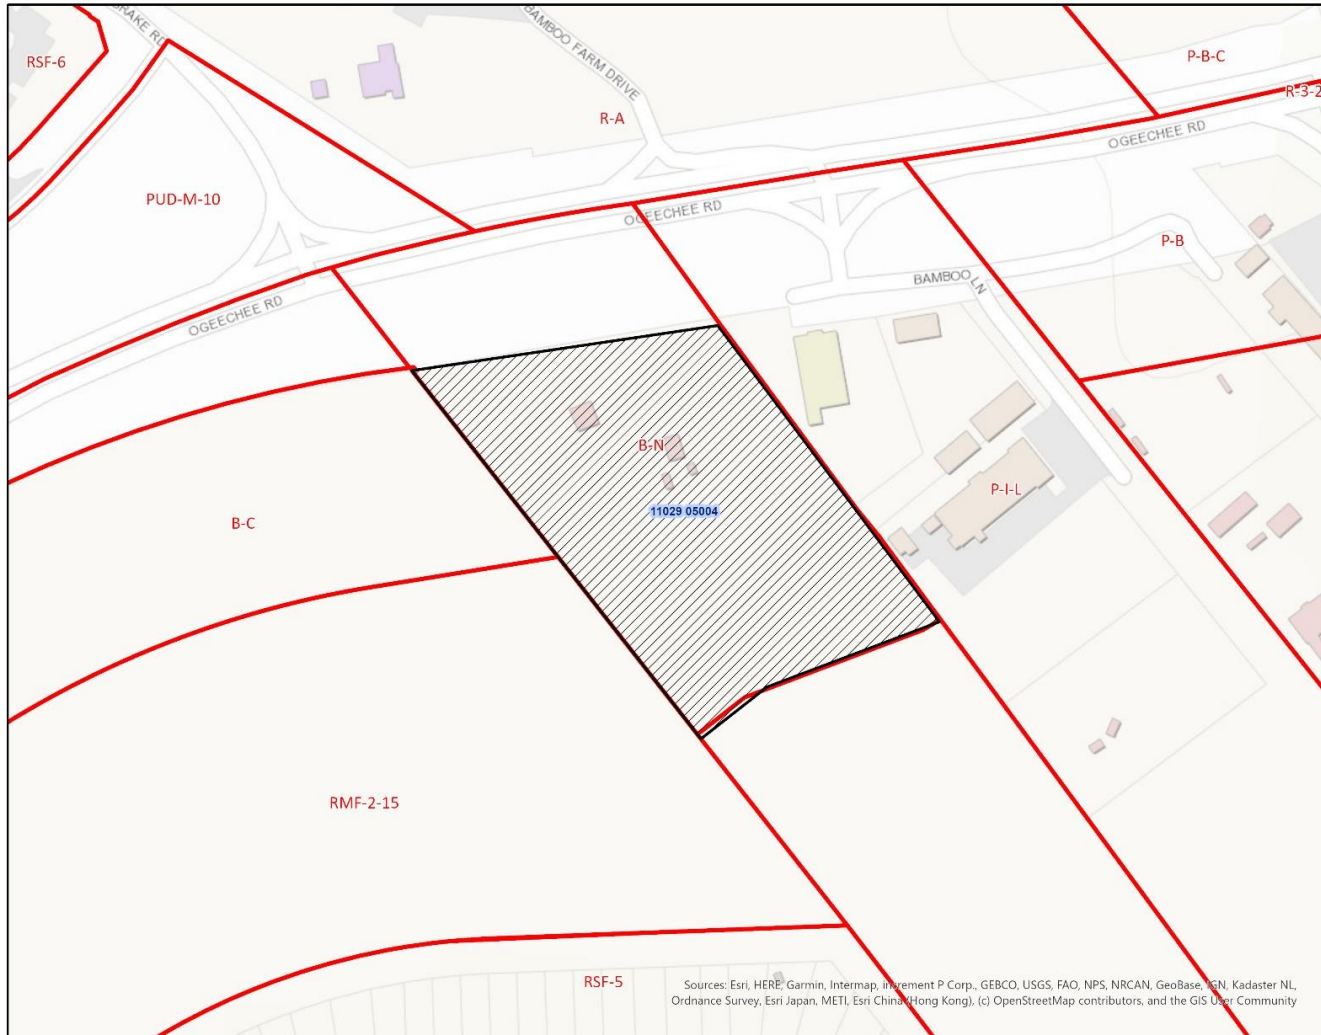 BRAKE RD
BAMBOO FARM DRIVE
RSF-6
P-B-C
R-3-2
R-A
OGEECHEE RD
PUD-M-10
OGEECHEE RD
P-B
BAMBOO LN
OGEECHEE RD
B-N
P-I-L
11029 05004
B-C
RMF-2-15
RSF-5
Sources: Esri, HERE, Garmin, Intermap, increment P Corp., GEBCO, USGS, FAO, NPS, NRCAN, GeoBase, IGN, Kadaster NL,
Ordnance Survey, Esri Japan, METI, Esri China (Hong Kong), (c) OpenStreetMap contributors, and the GIS User Community